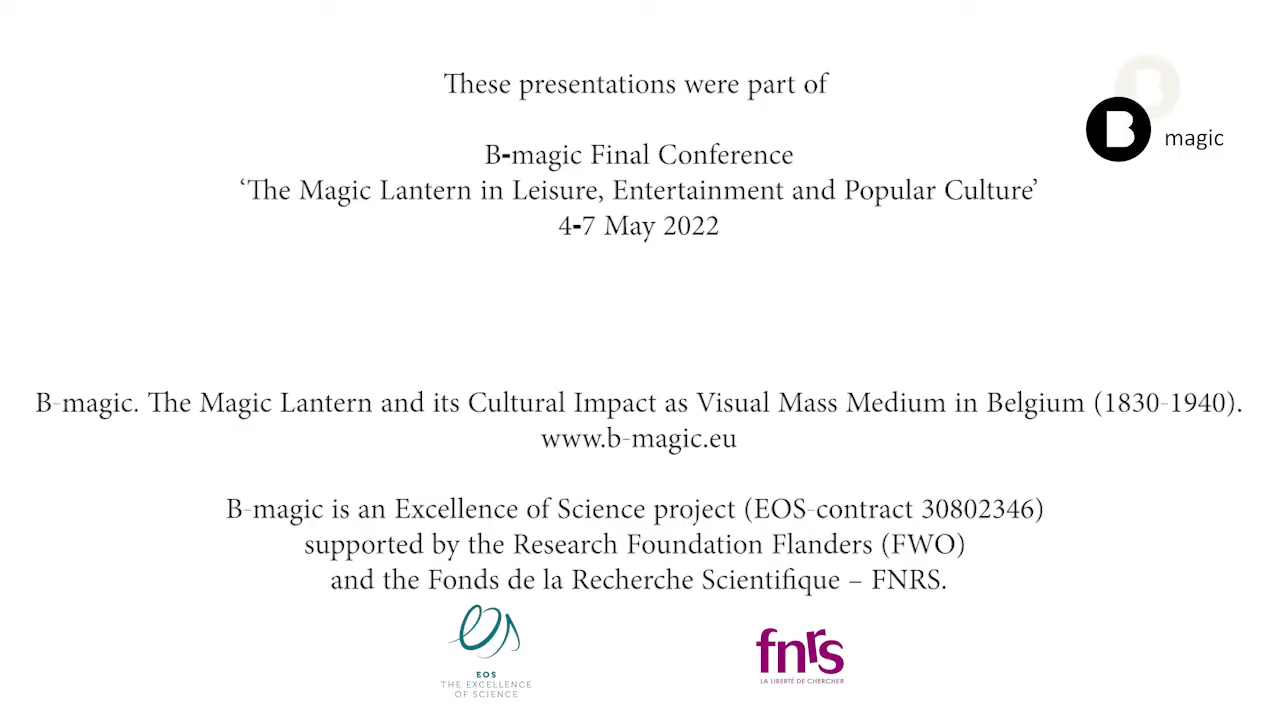 These presentations were part of
B-magic Final Conference
‘The Magic Lantern in Leisure, Entertainment and Popular Culture’
4-7 May 2022
B
B magic
B-magic. The Magic Lantern and its Cultural Impact as Visual Mass Medium in Belgium (1830-1940).
www.b-magic.eu
B-magic is an Excellence of Science project (EOS-contract 30802346)
supported by the Research Foundation Flanders (FWO)
and the Fonds de la Recherche Scientifique – FNRS.
eos
EOS
THE EXCELLENCE
OF SCIENCE
fnrs
LA LIBERTÉ DE CHERCHER